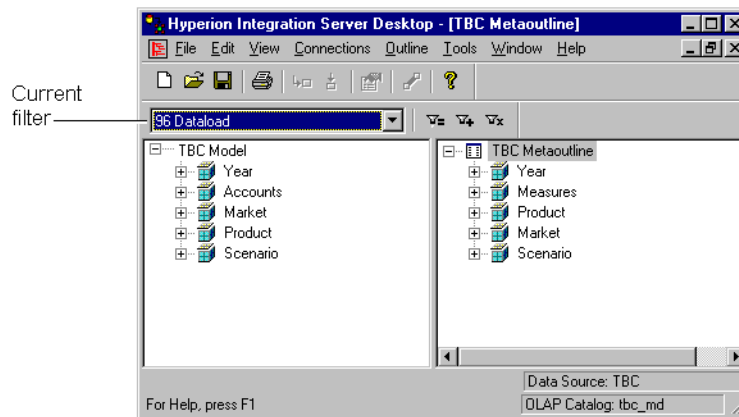 Hyperion Integration Server Desktop - [TBC Metaoutline]
File Edit View Connections Outline Tools Window Help
Current
filter
96 Dataload
TBC Model
Year
Accounts
Market
Product
Scenario
TBC Metaoutline
Year
Measures
Product
Market
Scenario
Data Source: TBC
For Help, press F1
OLAP Catalog: tbc_md